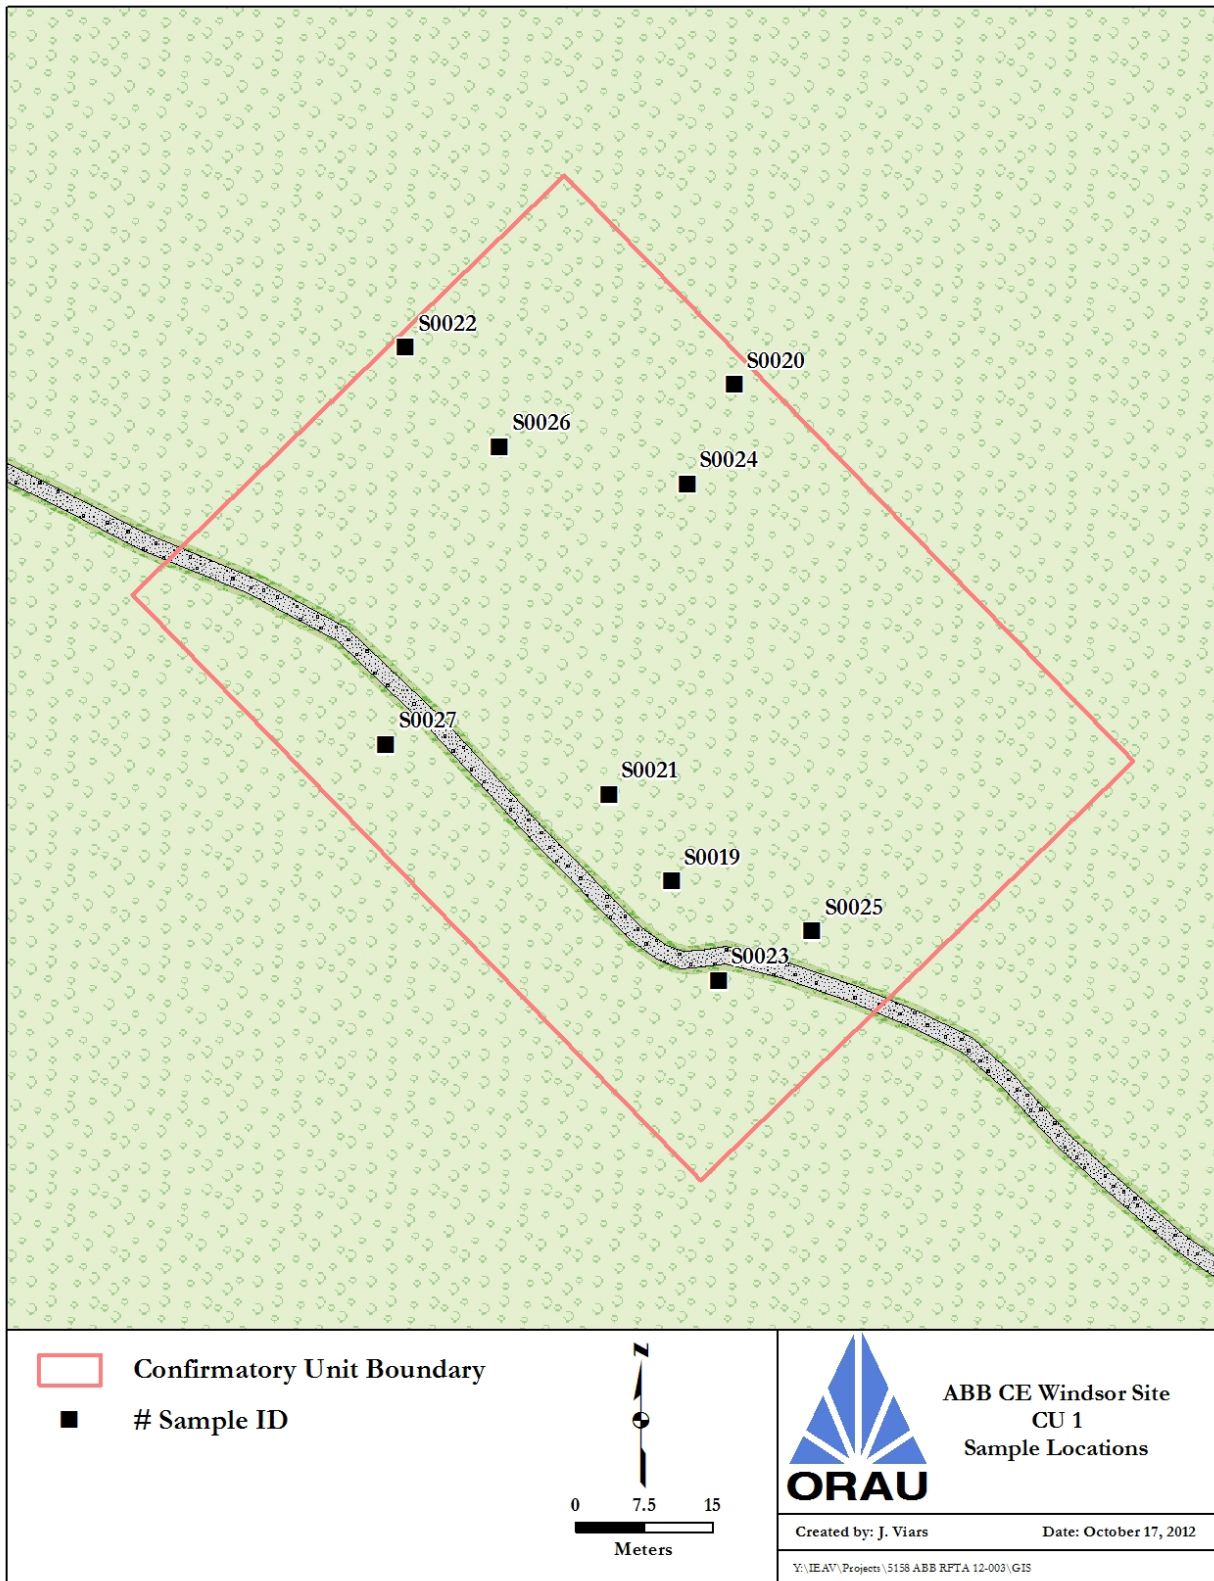 S0022
S0020
S0026
S0024
S0027
S0021
S0019
S0025
S0023
Confirmatory Unit Boundary
# Sample ID
N
0 7.5 15
Meters
ORAU
ABB CE Windsor Site
CU 1
Sample Locations
Created by: J. Viars Date: October 17, 2012
Y:\IEAV\Projects\5158 ABB RFTA 12-003\GIS